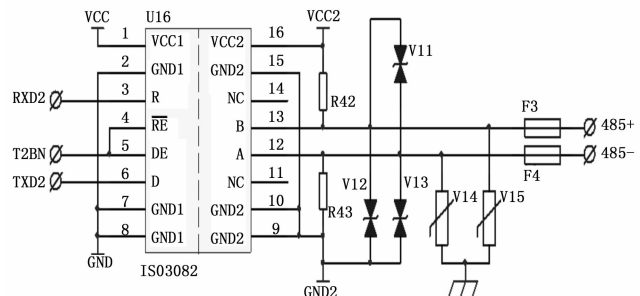 VCC U16 VCC2
1 VCC1 VCC2 16
2 GND1 GND2 15
RXD2 3 R NC 14
4 RE B 13
T2BN 5 DE A 12
TXD2 6 D NC 11
7 GND1 GND2 10
8 GND1 GND2 9
GND
ISO3082
R42
R43
GND2
V11
V12
V13
V14
V15
F3
485+
485-
F4